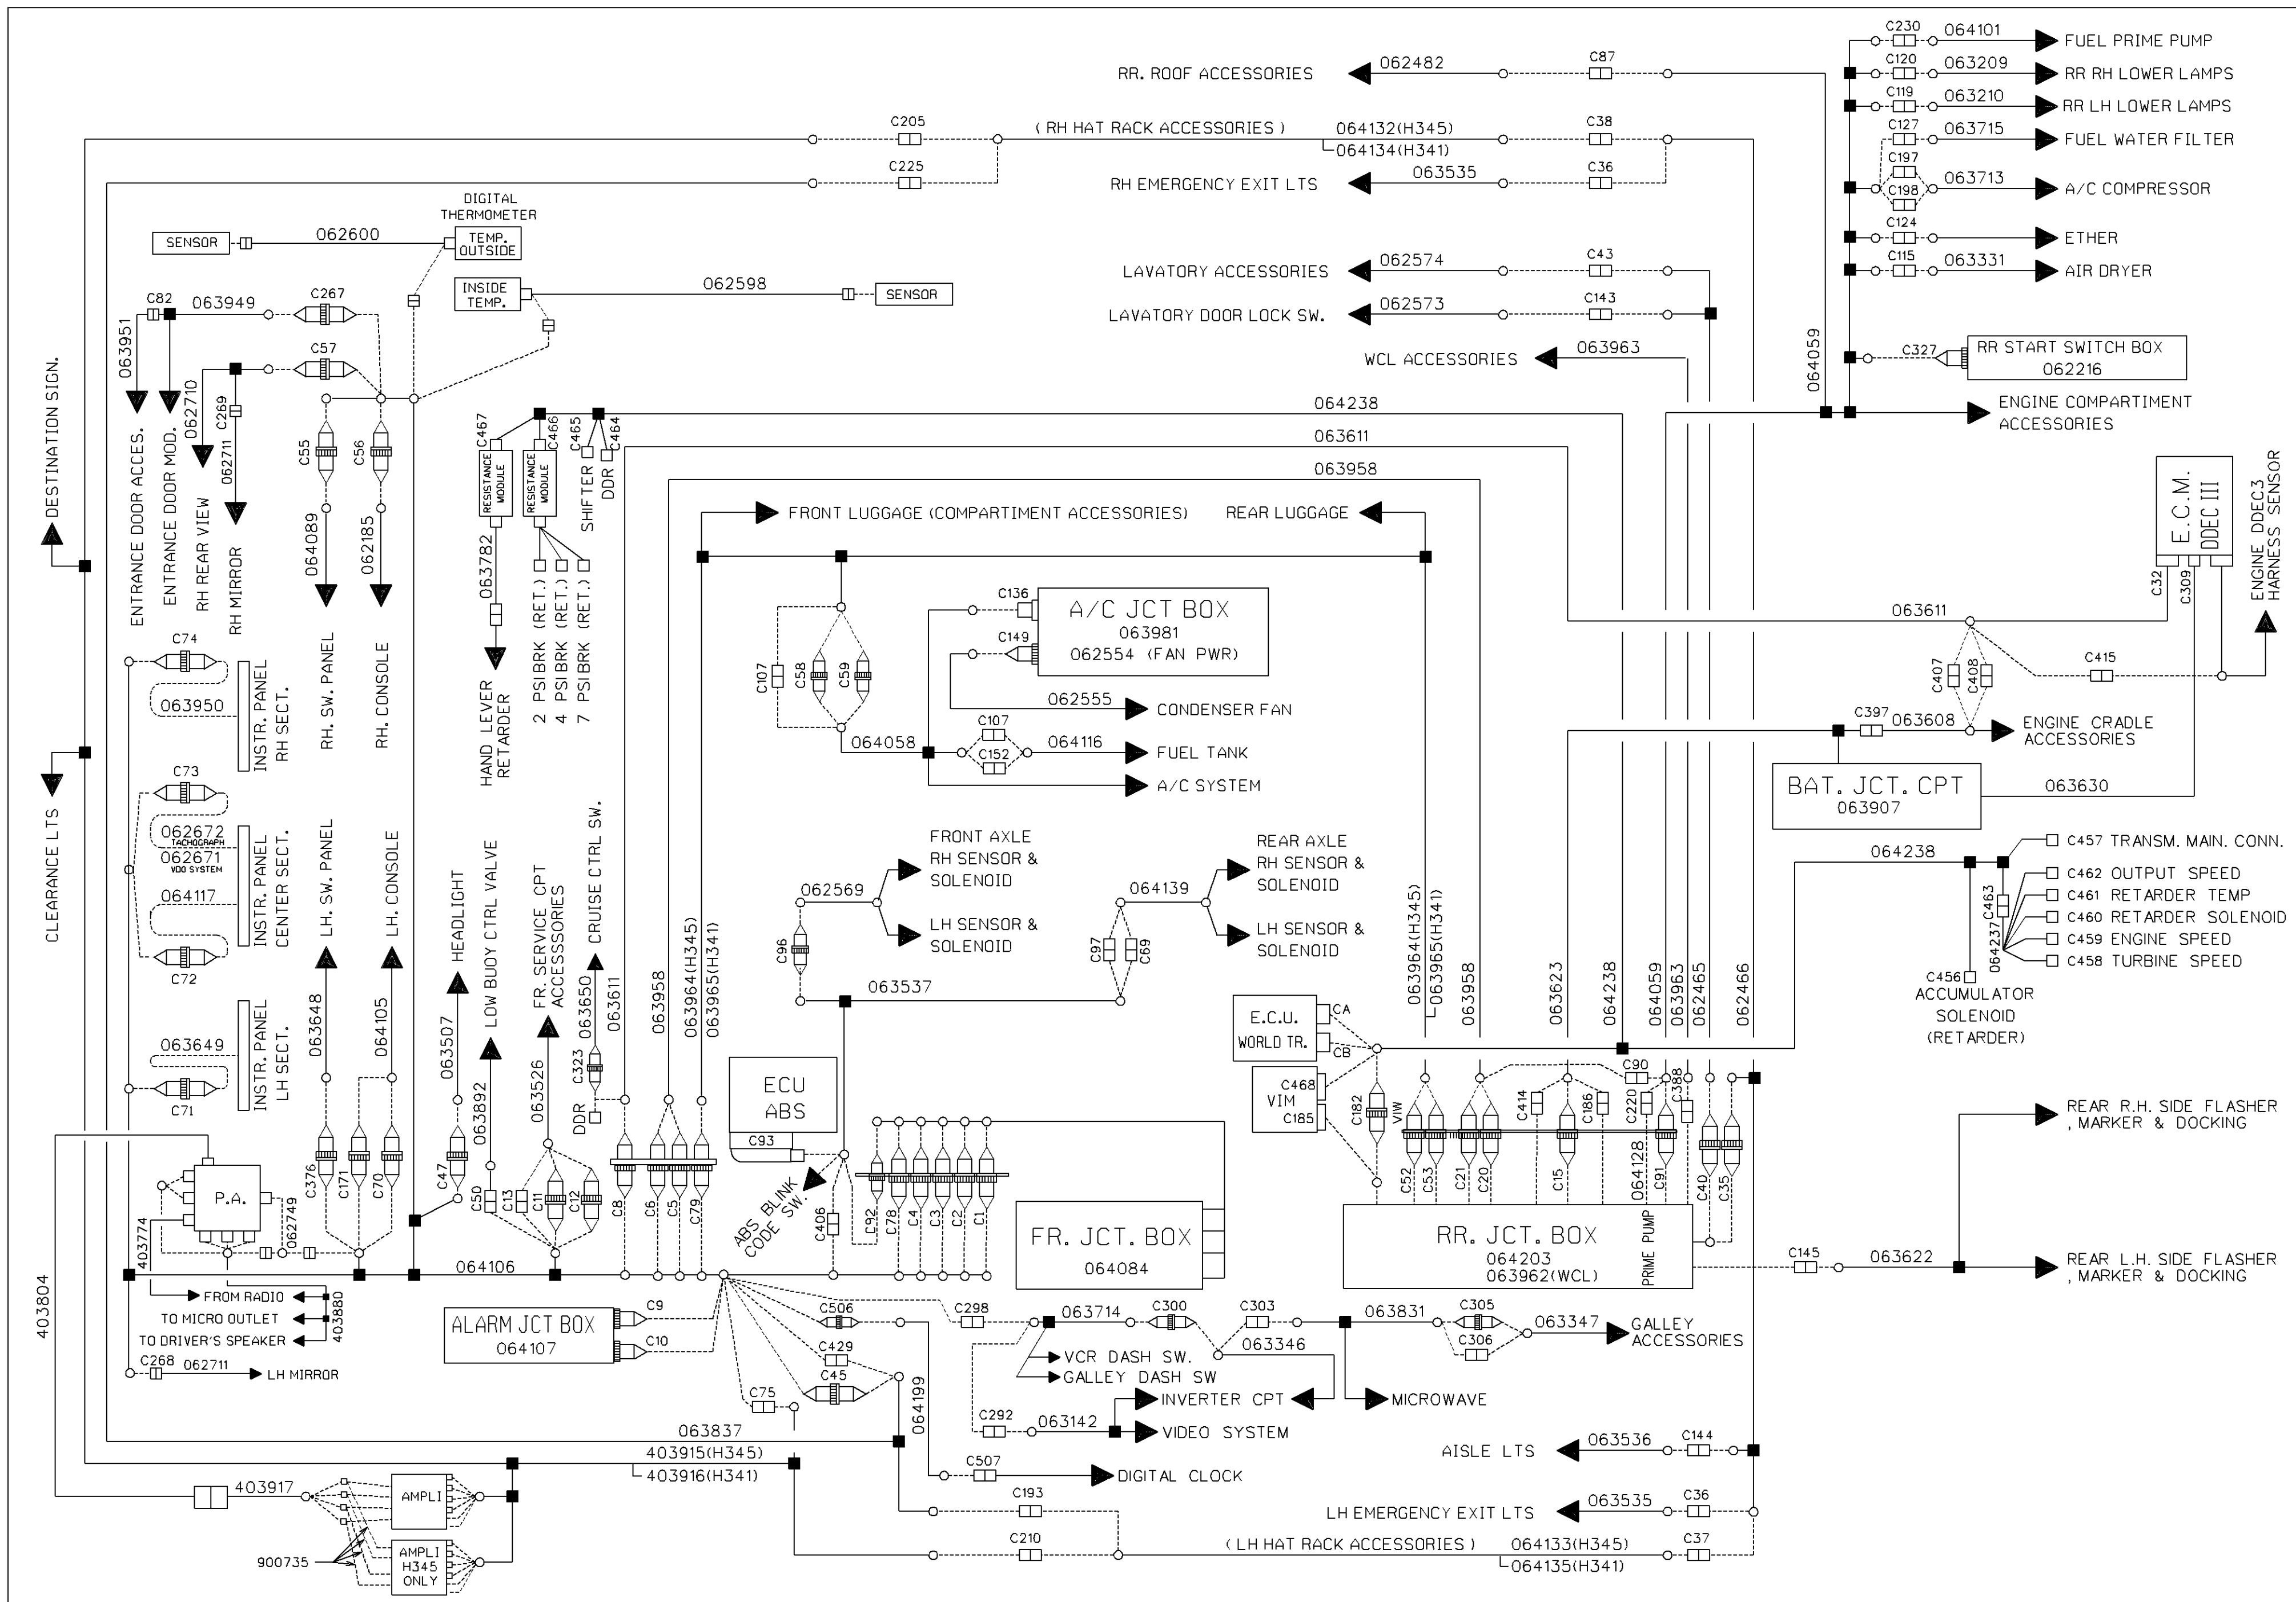 C230 064101 FUEL PRIME PUMP
RR. ROOF ACCESSORIES 062482 C87
C120 063209 RR RH LOWER LAMPS
C119 063210 RR LH LOWER LAMPS
C205 ( RH HAT RACK ACCESSORIES ) 064132(H345) C38
064134(H341)
C127 063715 FUEL WATER FILTER
C225 RH EMERGENCY EXIT LTS 063535 C36
C197
C198 063713 A/C COMPRESSOR
DIGITAL
THERMOMETER
SENSOR 062600 TEMP.
OUTSIDE
C124 ETHER
C115 063331 AIR DRYER
INSIDE
TEMP. 062598 SENSOR
LAVATORY ACCESSORIES 062574 C43
LAVATORY DOOR LOCK SW. 062573 C143
WCL ACCESSORIES 063963
C327 RR START SWITCH BOX
062216
064059
ENGINE COMPARTIMENT
ACCESSORIES
C82 063949 C267
063951
C57
062710
C269
062711
DESTINATION SIGN.
ENTRANCE DOOR ACCES.
ENTRANCE DOOR MOD.
RH REAR VIEW
RH MIRROR
C55
C56
064089
062185
RH. SW. PANEL
RH. CONSOLE
C467
C466
C465
C464
RESISTANCE
MODULE
RESISTANCE
MODULE
SHIFTER
DDR
063782
HAND LEVER
RETARDER
2 PSI BRK (RET.)
4 PSI BRK (RET.)
7 PSI BRK (RET.)
064238
063611
063958
FRONT LUGGAGE (COMPARTIMENT ACCESSORIES) REAR LUGGAGE
E.C.M.
DDEC III
C32
C309
ENGINE DDEC3
HARNESS SENSOR
C136
C149
A/C JCT BOX
063981
062554 (FAN PWR)
C107
C58
C59
062555 CONDENSER FAN
064058
C107
C152
064116 FUEL TANK
A/C SYSTEM
063611
C407
C408
C415
C397 063608 ENGINE CRADLE
ACCESSORIES
BAT. JCT. CPT
063907
063630
C74
063950
INSTR. PANEL
RH SECT.
C73
062672
TACHOGRAPH
062671
VDO SYSTEM
064117
C72
INSTR. PANEL
CENTER SECT.
063649
C71
INSTR. PANEL
LH SECT.
CLEARANCE LTS
LH. SW. PANEL
LH. CONSOLE
063648
064105
C376
C171
C70
HEADLIGHT
063507
C47
LOW BUOY CTRL VALVE
063892
C50
FR. SERVICE CPT
ACCESSSORIES
063526
C13
C11
C12
CRUISE CTRL SW.
063650
C323
DDR
063611
063958
063964(H345)
063965(H341)
C8
C6
C5
C79
FRONT AXLE
RH SENSOR &
SOLENOID
062569
LH SENSOR &
SOLENOID
C96
REAR AXLE
RH SENSOR &
SOLENOID
064139
LH SENSOR &
SOLENOID
C97
C69
063537
063964(H345)
063965(H341)
063958
063623
064238
064059
063963
062465
062466
064238
C457 TRANSM. MAIN. CONN.
C462 OUTPUT SPEED
C461 RETARDER TEMP
C460 RETARDER SOLENOID
C459 ENGINE SPEED
C458 TURBINE SPEED
C463
064237
C456
ACCUMULATOR
SOLENOID
(RETARDER)
E.C.U.
WORLD TR.
CA
CB
C468
VIM
C185
C182
VIW
ECU
ABS
C93
ABS BLINK
CODE SW.
C406
C92
C78
C4
C3
C2
C1
FR. JCT. BOX
064084
C52
C53
C21
C20
C414
C15
C186
C90
C220
064128
C91
C388
C40
C35
RR. JCT. BOX
064203
063962(WCL)
PRIME PUMP
C145 063622
REAR R.H. SIDE FLASHER
, MARKER & DOCKING
REAR L.H. SIDE FLASHER
, MARKER & DOCKING
P.A.
403774
062749
403804
FROM RADIO
TO MICRO OUTLET
TO DRIVER'S SPEAKER
403880
C268 062711 LH MIRROR
064106
ALARM JCT BOX
064107
C9
C10
C506
C429
C45
C75
064199
C298 063714 C300 C303 063831 C305
C306
063347 GALLEY
ACCESSORIES
063346
VCR DASH SW.
GALLEY DASH SW
INVERTER CPT
MICROWAVE
C292 063142 VIDEO SYSTEM
063837
403915(H345)
403916(H341)
C507 DIGITAL CLOCK
AISLE LTS 063536 C144
403917 AMPLI
C193
LH EMERGENCY EXIT LTS 063535 C36
C210 ( LH HAT RACK ACCESSORIES ) 064133(H345) C37
064135(H341)
900735
AMPLI
H345
ONLY